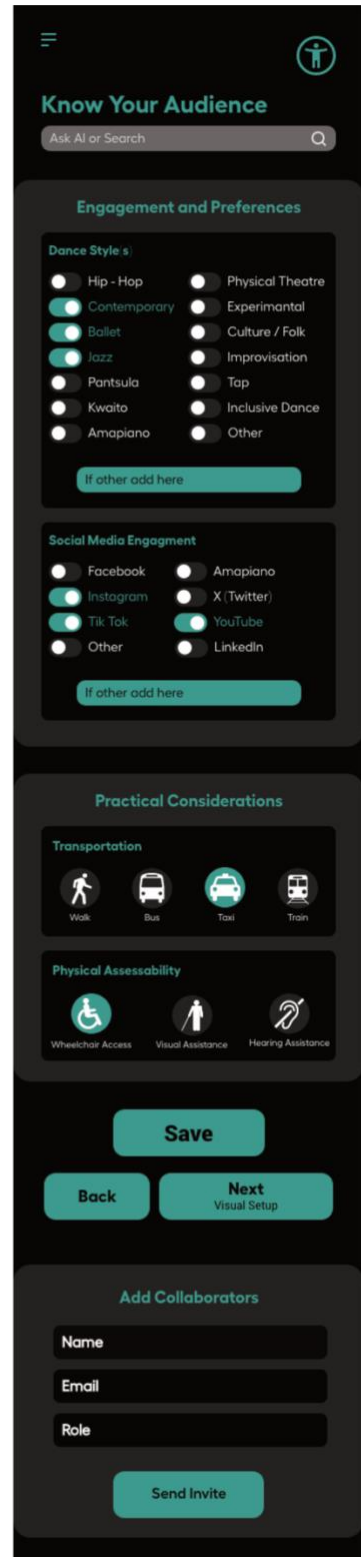 Know Your Audience
Ask AI or Search
Engagement and Preferences
Dance Style(s)
Hip - Hop Physical Theatre
Contemporary Experimantal
Ballet Culture / Folk
Jazz Improvisation
Pantsula Tap
Kwaito Inclusive Dance
Amapiano Other
If other add here
Social Media Engagment
Facebook Amapiano
Instagram X (Twitter)
Tik Tok YouTube
Other LinkedIn
If other add here
Practical Considerations
Transportation
Walk Bus Taxi Train
Physical Assessability
Wheelchair Access Visual Assistance Hearing Assistance
Save
Back Next
Visual Setup
Add Collaborators
Name
Email
Role
Send Invite